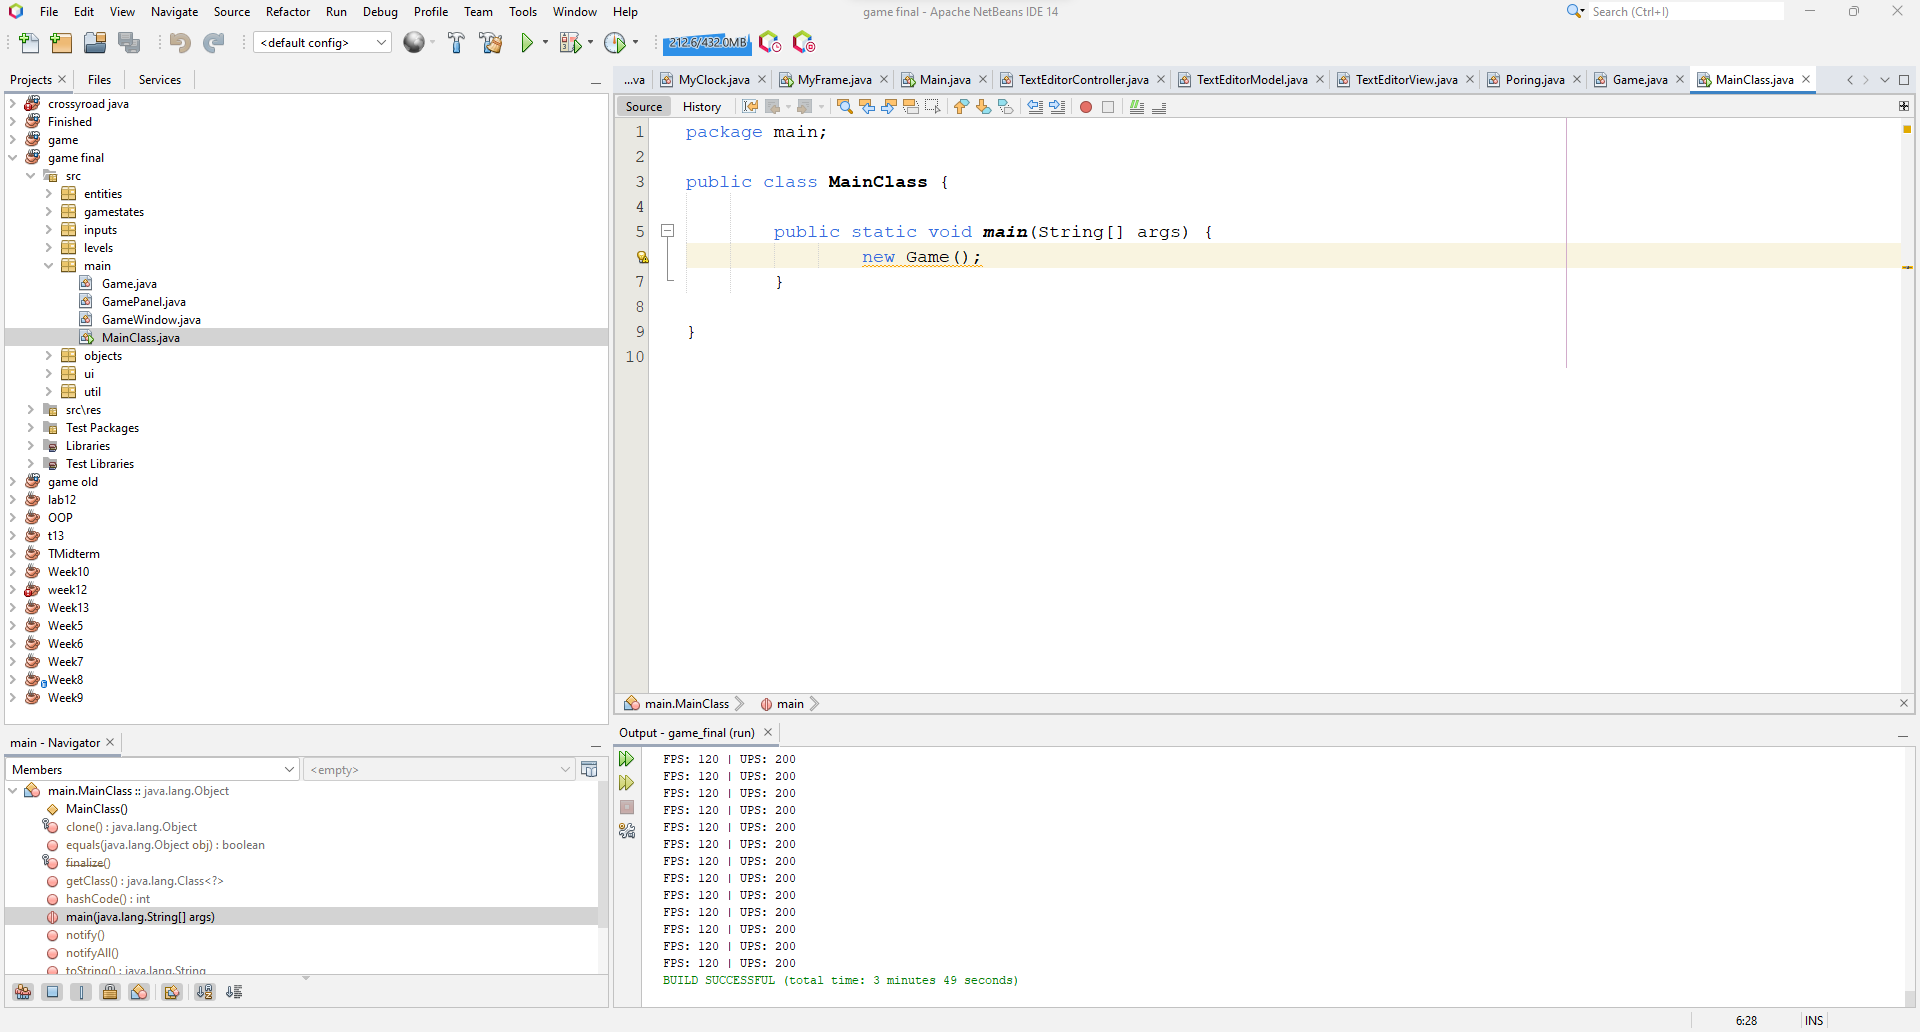 File Edit View Navigate Source Refactor Run Debug Profile Team Tools Window Help
game final - Apache NetBeans IDE 14
Search (Ctrl+I)
<default config>
212.6/432.0MB
Projects Files Services
crossyroad java
Finished
game
game final
src
entities
gamestates
inputs
levels
main
Game.java
GamePanel.java
GameWindow.java
MainClass.java
objects
ui
util
src\res
Test Packages
Libraries
Test Libraries
game old
lab12
OOP
t13
TMidterm
Week10
week12
Week13
Week5
Week6
Week7
Week8
Week9
main - Navigator
Members
<empty>
main.MainClass :: java.lang.Object
MainClass()
clone() : java.lang.Object
equals(java.lang.Object obj) : boolean
finalize()
getClass() : java.lang.Class<?>
hashCode() : int
main(java.lang.String[] args)
notify()
notifyAll()
toString() : java.lang.String
...va MyClock.java MyFrame.java Main.java TextEditorController.java TextEditorModel.java TextEditorView.java Poring.java Game.java MainClass.java
Source History
1 package main;
2
3 public class MainClass {
4
5 public static void main(String[] args) {
new Game();
7 }
8
9 }
10
main.MainClass main
Output - game_final (run)
FPS: 120 | UPS: 200
FPS: 120 | UPS: 200
FPS: 120 | UPS: 200
FPS: 120 | UPS: 200
FPS: 120 | UPS: 200
FPS: 120 | UPS: 200
FPS: 120 | UPS: 200
FPS: 120 | UPS: 200
FPS: 120 | UPS: 200
FPS: 120 | UPS: 200
FPS: 120 | UPS: 200
FPS: 120 | UPS: 200
FPS: 120 | UPS: 200
BUILD SUCCESSFUL (total time: 3 minutes 49 seconds)
6:28 INS